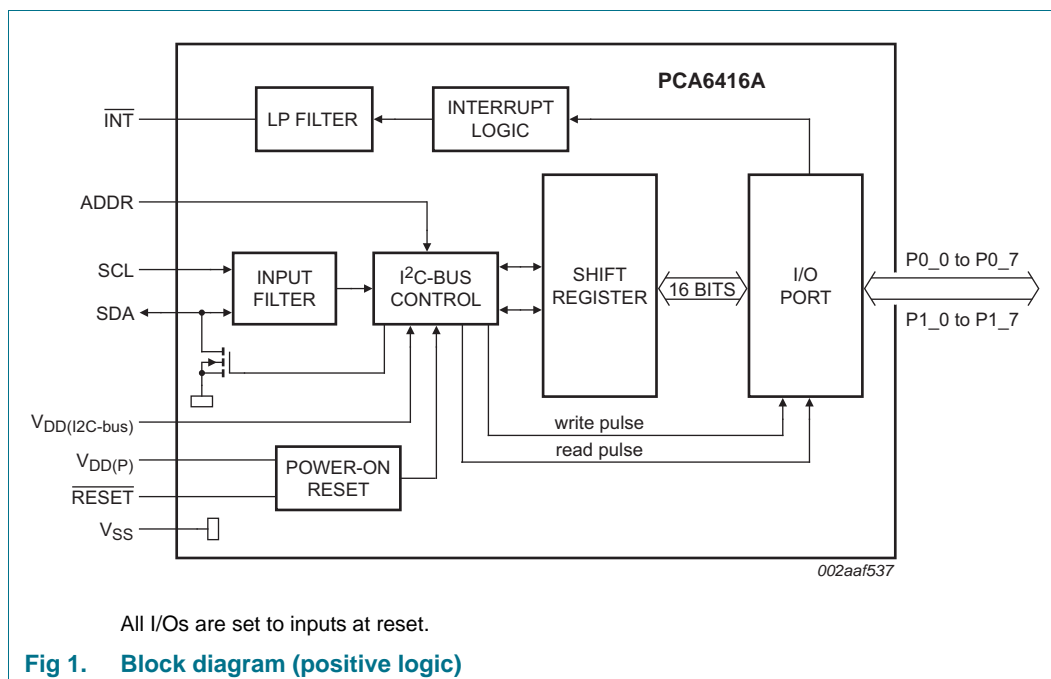 PCA6416A
INT
LP FILTER
INTERRUPT
LOGIC
ADDR
SCL
SDA
INPUT
FILTER
I²C-BUS
CONTROL
SHIFT
REGISTER
16 BITS
I/O
PORT
P0_0 to P0_7
P1_0 to P1_7
VDD(I2C-bus)
write pulse
read pulse
VDD(P)
RESET
POWER-ON
RESET
VSS
002aaf537
All I/Os are set to inputs at reset.
Fig 1. Block diagram (positive logic)